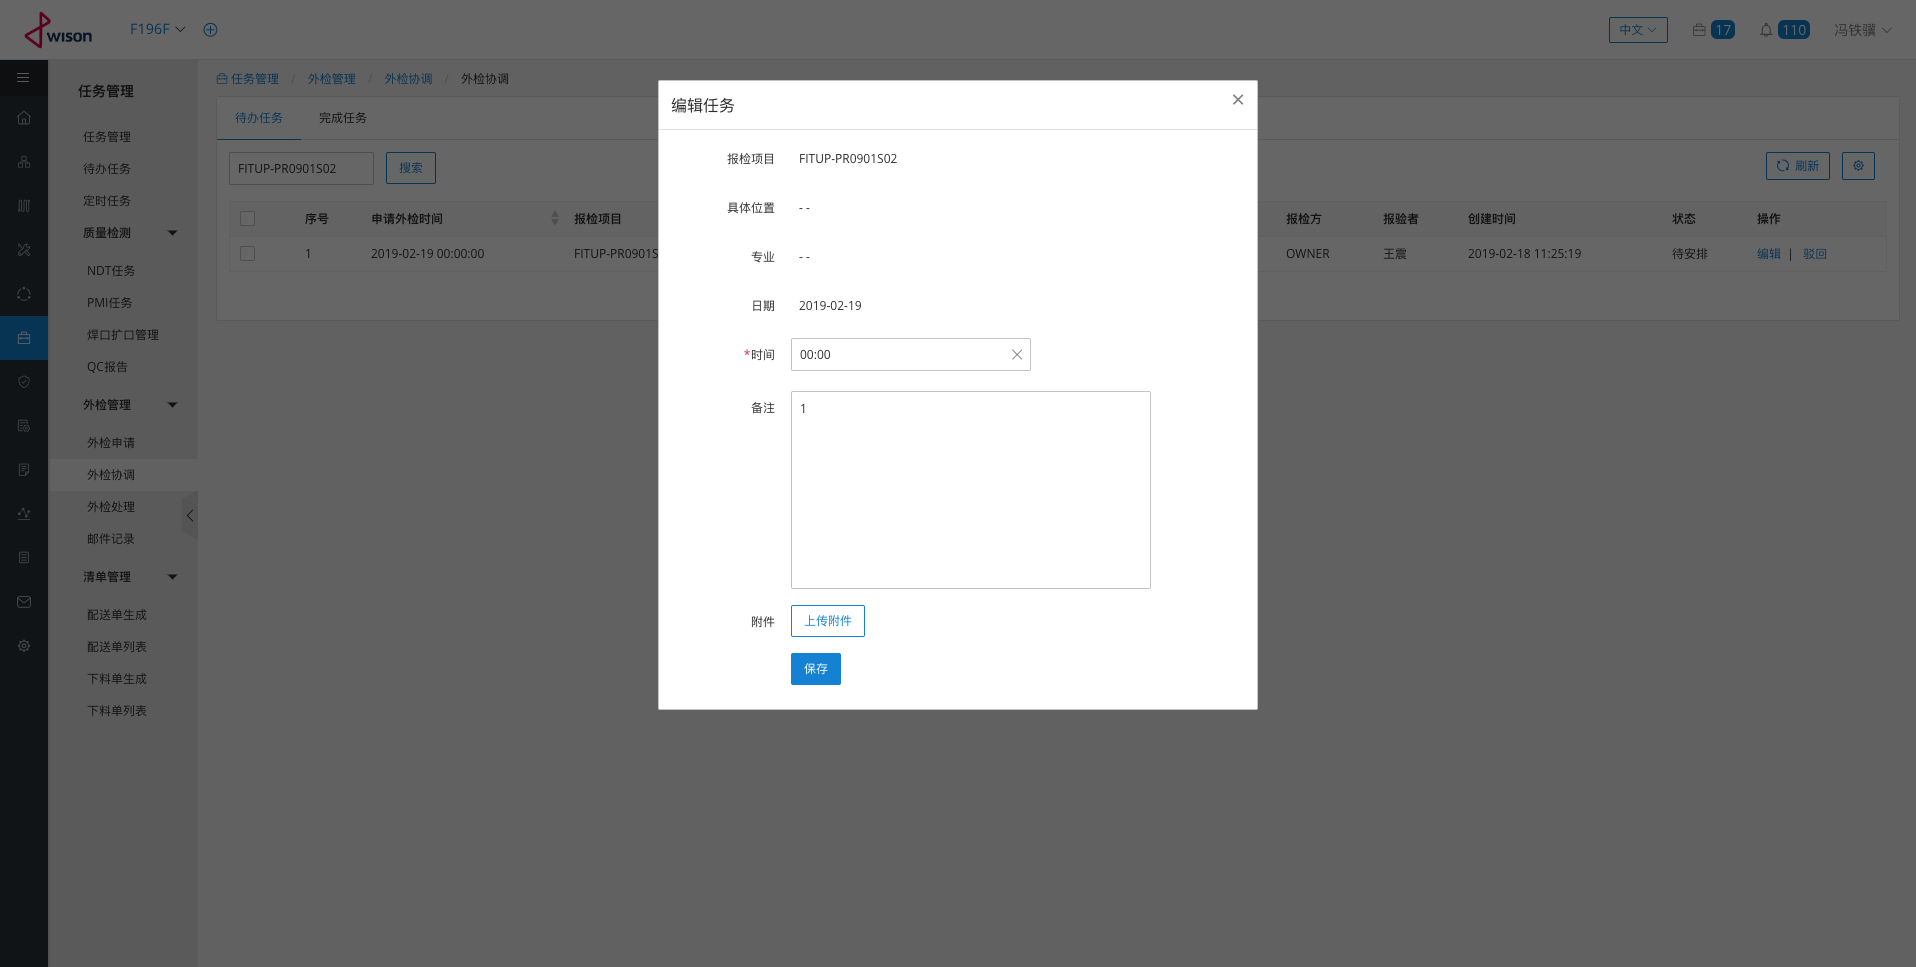 wison
F196F
中文
17
110
冯铁骥
任务管理
任务管理
待办任务
定时任务
质量检测
NDT任务
PMI任务
焊口扩口管理
QC报告
外检管理
外检申请
外检协调
外检处理
邮件记录
清单管理
配送单生成
配送单列表
下料单生成
下料单列表
任务管理 / 外检管理 / 外检协调 / 外检协调
待办任务 完成任务
FITUP-PR0901S02 搜索
刷新
序号 申请外检时间 报检项目 报检方 报验者 创建时间 状态 操作
1 2019-02-19 00:00:00 FITUP-PR0901S OWNER 王震 2019-02-18 11:25:19 待安排 编辑 | 驳回
编辑任务
报检项目 FITUP-PR0901S02
具体位置 - -
专业 - -
日期 2019-02-19
*时间 00:00
备注 1
附件 上传附件
保存